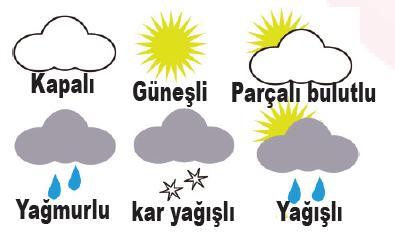 Kapalı
Güneşli
Parçalı bulutlu
Yağmurlu
kar yağışlı
Yağışlı